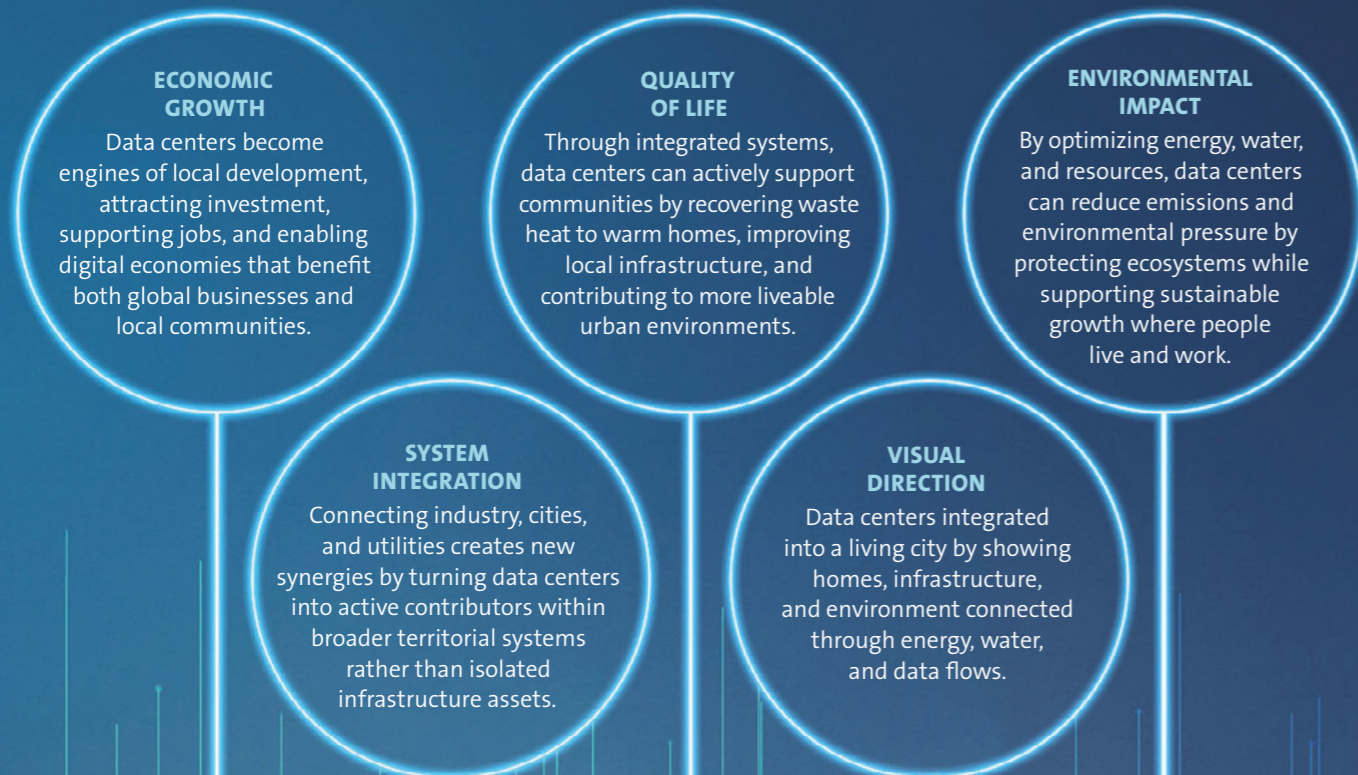 ECONOMIC
GROWTH
Data centers become
engines of local development,
attracting investment,
supporting jobs, and enabling
digital economies that benefit
both global businesses and
local communities.
QUALITY
OF LIFE
Through integrated systems,
data centers can actively support
communities by recovering waste
heat to warm homes, improving
local infrastructure, and
contributing to more liveable
urban environments.
ENVIRONMENTAL
IMPACT
By optimizing energy, water,
and resources, data centers
can reduce emissions and
environmental pressure by
protecting ecosystems while
supporting sustainable
growth where people
live and work.
SYSTEM
INTEGRATION
Connecting industry, cities,
and utilities creates new
synergies by turning data centers
into active contributors within
broader territorial systems
rather than isolated
infrastructure assets.
VISUAL
DIRECTION
Data centers integrated
into a living city by showing
homes, infrastructure,
and environment connected
through energy, water,
and data flows.